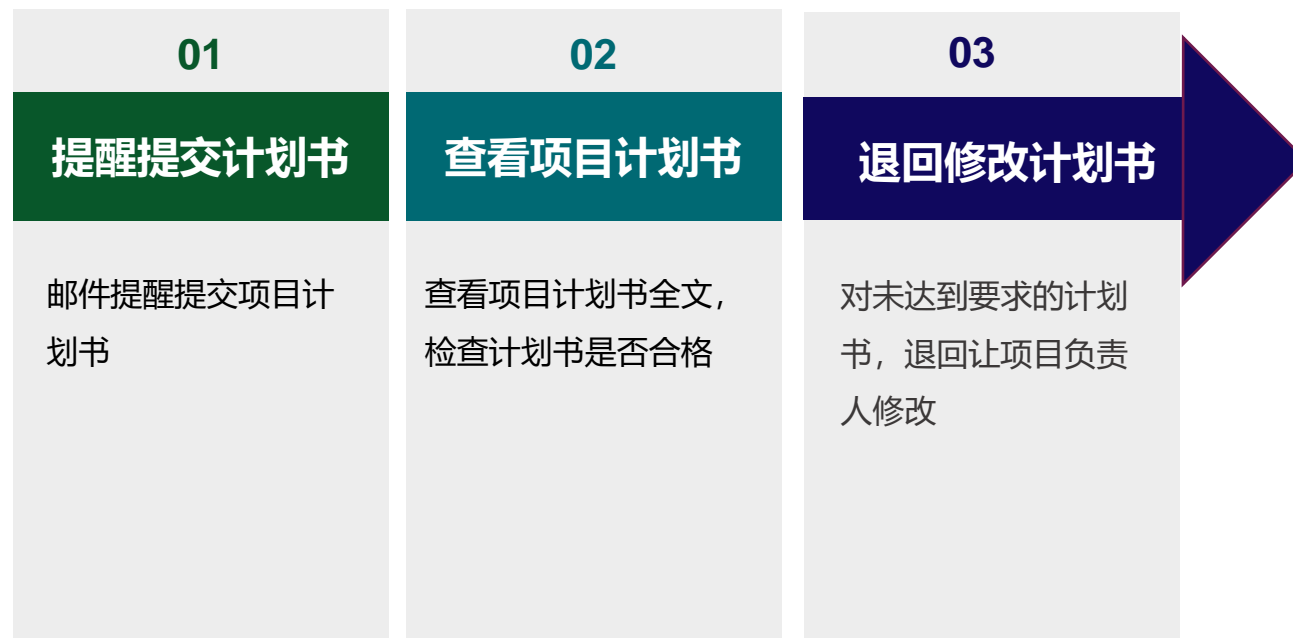 01
提醒提交计划书
邮件提醒提交项目计
划书
02
查看项目计划书
查看项目计划书全文，
检查计划书是否合格
03
退回修改计划书
对未达到要求的计划
书，退回让项目负责
人修改